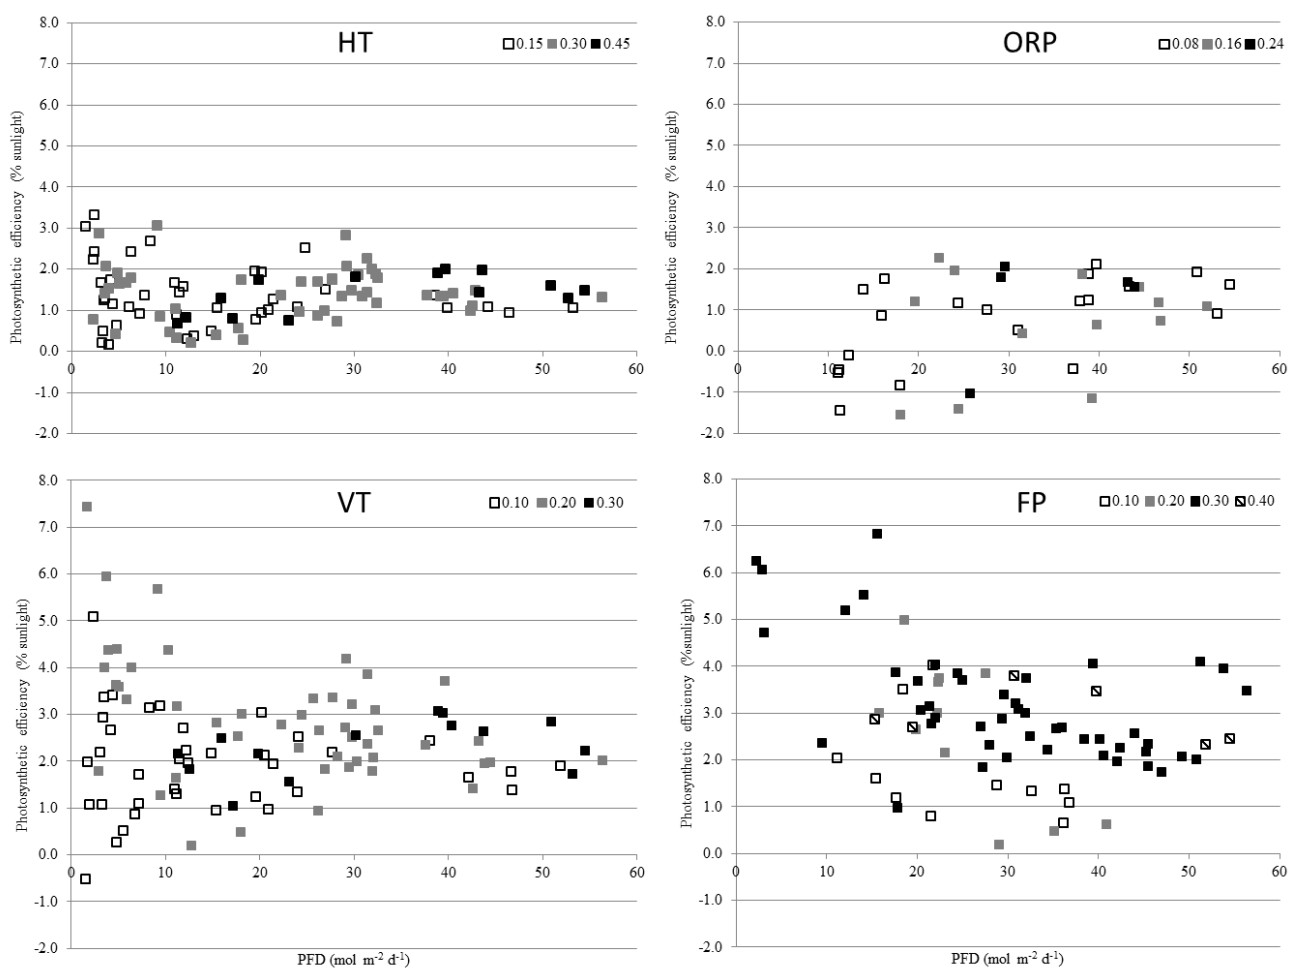 HT
0.15 0.30 0.45
Photosynthetic efficiency (% sunlight)
8.0
7.0
6.0
5.0
4.0
3.0
2.0
1.0
0.0
-1.0
-2.0
0 10 20 30 40 50 60
ORP
0.08 0.16 0.24
Photosynthetic efficiency (% sunlight)
8.0
7.0
6.0
5.0
4.0
3.0
2.0
1.0
0.0
-1.0
-2.0
0 10 20 30 40 50 60
VT
0.10 0.20 0.30
Photosynthetic efficiency (% sunlight)
8.0
7.0
6.0
5.0
4.0
3.0
2.0
1.0
0.0
-1.0
-2.0
0 10 20 30 40 50 60
PFD (mol m-2 d-1)
FP
0.10 0.20 0.30 0.40
Photosynthetic efficiency (%sunlight)
8.0
7.0
6.0
5.0
4.0
3.0
2.0
1.0
0.0
-1.0
-2.0
0 10 20 30 40 50 60
PFD (mol m-2 d-1)